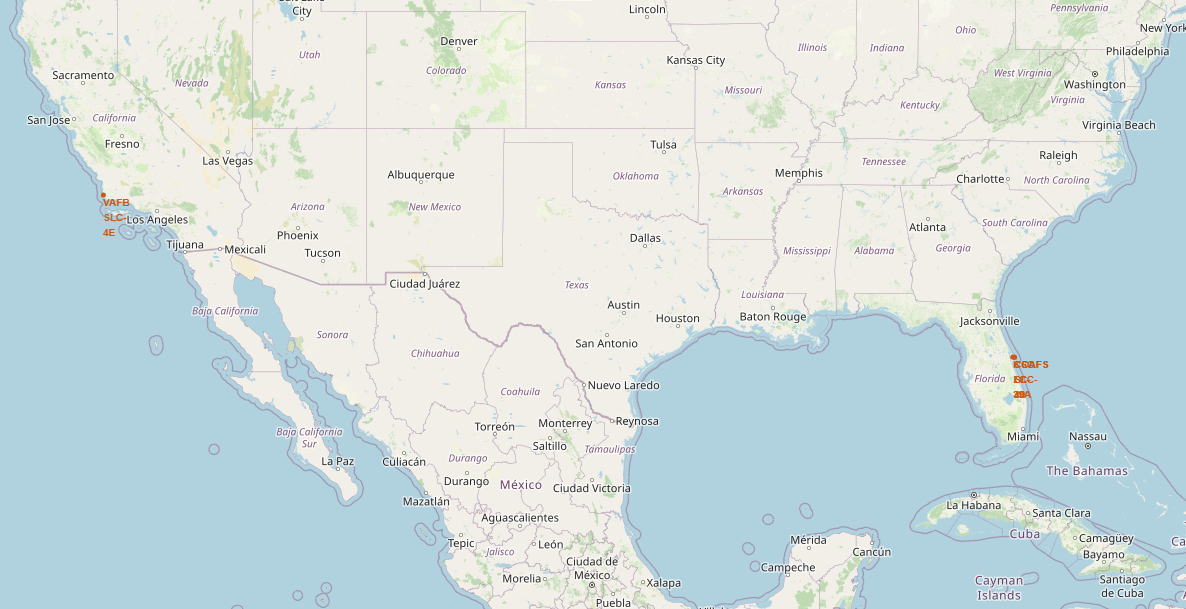 City
Lincoln
Pennsylvania
New York
Denver
Utah
Illinois
Indiana
Ohio
Philadelphia
Sacramento
Nevada
Colorado
Kansas City
West Virginia
Washington
Kansas
Missouri
Kentucky
Virginia
San Jose
California
Virginia Beach
Fresno
Las Vegas
Tulsa
Tennessee
Raleigh
Albuquerque
Oklahoma
Memphis
Charlotte
North Carolina
Arkansas
VAFB
SLC-
4E
Los Angeles
Arizona
New Mexico
Phoenix
Atlanta
South Carolina
Tijuana
Mexicali
Tucson
Dallas
Mississippi
Alabama
Georgia
Ciudad Juárez
Texas
Louisiana
Baja California
Austin
Houston
Baton Rouge
Jacksonville
Sonora
San Antonio
Chihuahua
Florida
Coahuila
Nuevo Laredo
Torreón
Monterrey
Reynosa
Baja California
Sur
Saltillo
Tamaulipas
Miami
Nassau
La Paz
Culiacán
Durango
The Bahamas
Durango
México
Ciudad Victoria
Mazatlán
La Habana
Santa Clara
Aguascalientes
Cuba
Camagüey
Tepic
Jalisco
León
Mérida
Cancún
Bayamo
Ciudad de
México
Campeche
Morelia
Xalapa
Cayman
Islands
Santiago
de Cuba
Puebla